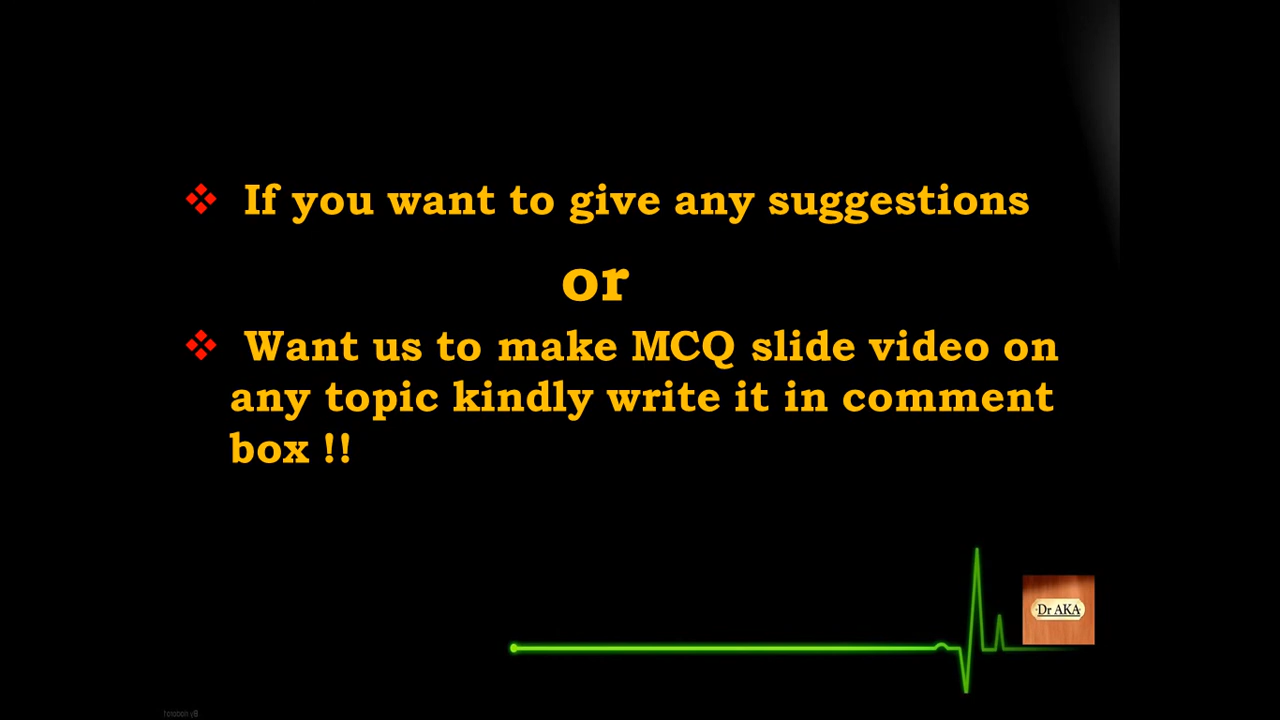 ❖ If you want to give any suggestions
or
❖ Want us to make MCQ slide video on
any topic kindly write it in comment
box !!
Dr AKA